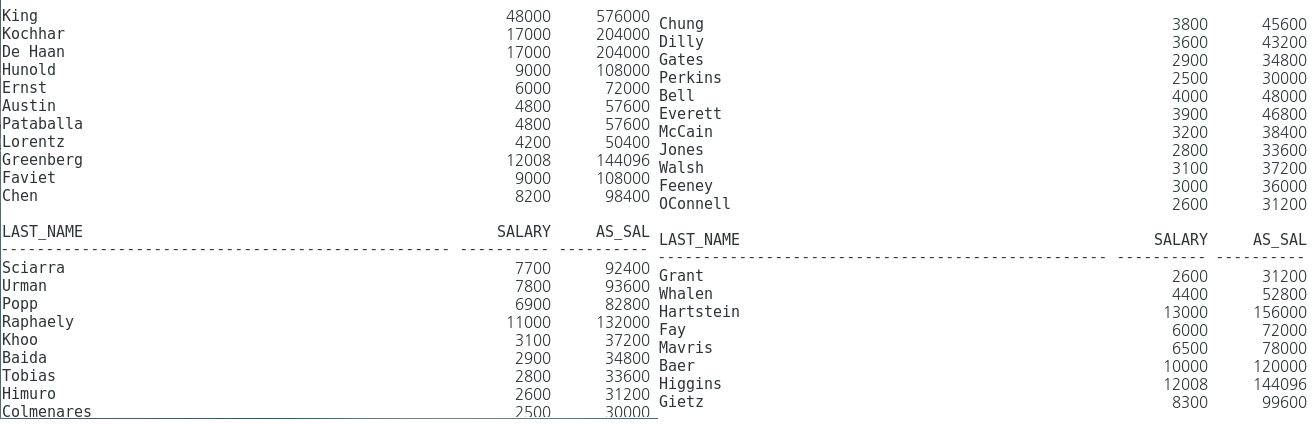 King 48000 576000
Kochhar 17000 204000
De Haan 17000 204000
Hunold 9000 108000
Ernst 6000 72000
Austin 4800 57600
Pataballa 4800 57600
Lorentz 4200 50400
Greenberg 12008 144096
Faviet 9000 108000
Chen 8200 98400
LAST_NAME SALARY AS_SAL
-------------------------------------------------- ---------- ----------
Sciarra 7700 92400
Urman 7800 93600
Popp 6900 82800
Raphaely 11000 132000
Khoo 3100 37200
Baida 2900 34800
Tobias 2800 33600
Himuro 2600 31200
Colmenares 2500 30000
Chung 3800 45600
Dilly 3600 43200
Gates 2900 34800
Perkins 2500 30000
Bell 4000 48000
Everett 3900 46800
McCain 3200 38400
Jones 2800 33600
Walsh 3100 37200
Feeney 3000 36000
OConnell 2600 31200
LAST_NAME SALARY AS_SAL
-------------------------------------------------- ---------- ----------
Grant 2600 31200
Whalen 4400 52800
Hartstein 13000 156000
Fay 6000 72000
Mavris 6500 78000
Baer 10000 120000
Higgins 12008 144096
Gietz 8300 99600